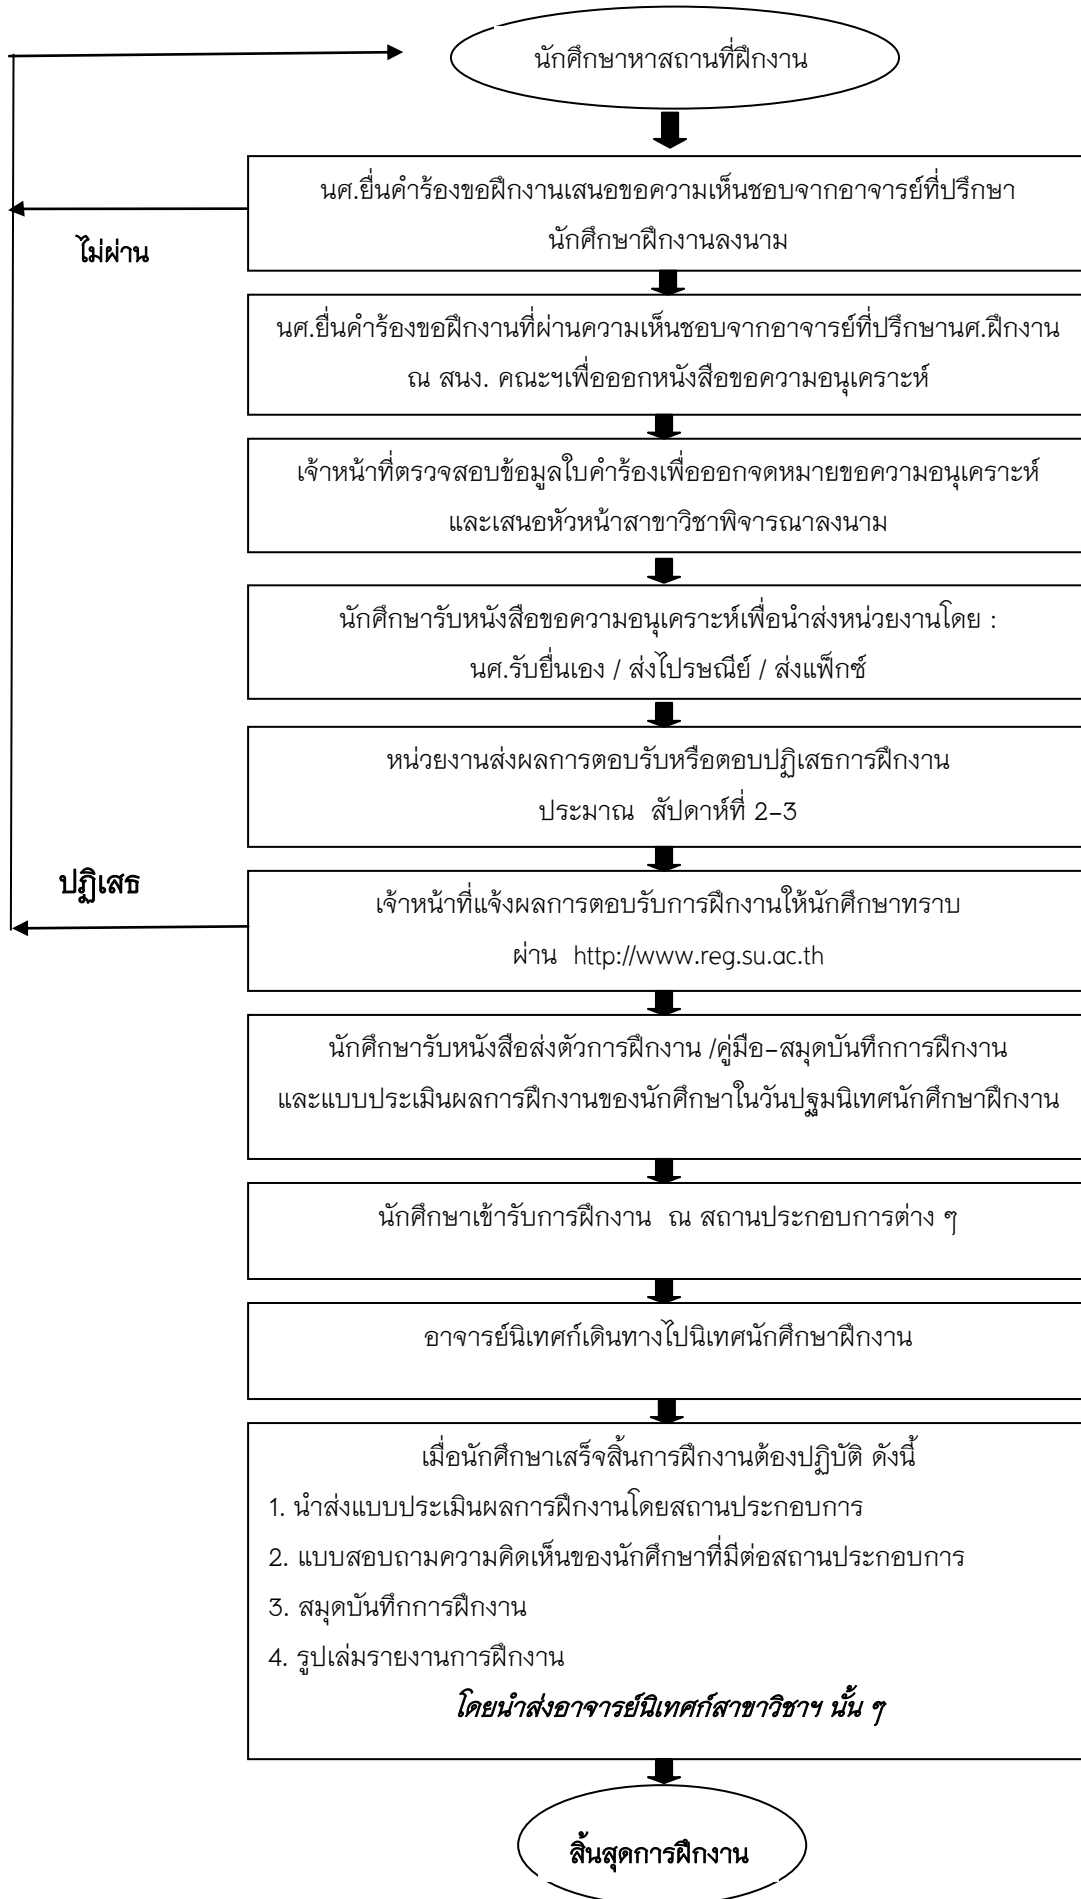 นักศึกษาหาสถานที่ฝึกงาน
นศ.ยื่นคำร้องขอฝึกงานเสนอขอความเห็นชอบจากอาจารย์ที่ปรึกษา
นักศึกษาฝึกงานลงนาม
ไม่ผ่าน
นศ.ยื่นคำร้องขอฝึกงานที่ผ่านความเห็นชอบจากอาจารย์ที่ปรึกษานศ.ฝึกงาน
ณ สนง. คณะฯเพื่อออกหนังสือขอความอนุเคราะห์
เจ้าหน้าที่ตรวจสอบข้อมูลใบคำร้องเพื่อออกจดหมายขอความอนุเคราะห์
และเสนอหัวหน้าสาขาวิชาพิจารณาลงนาม
นักศึกษารับหนังสือขอความอนุเคราะห์เพื่อนำส่งหน่วยงานโดย :
นศ.รับยื่นเอง / ส่งไปรษณีย์ / ส่งแฟ็กซ์
หน่วยงานส่งผลการตอบรับหรือตอบปฏิเสธการฝึกงาน
ประมาณ สัปดาห์ที่ 2-3
ปฏิเสธ
เจ้าหน้าที่แจ้งผลการตอบรับการฝึกงานให้นักศึกษาทราบ
ผ่าน http://www.reg.su.ac.th
นักศึกษารับหนังสือส่งตัวการฝึกงาน /คู่มือ-สมุดบันทึกการฝึกงาน
และแบบประเมินผลการฝึกงานของนักศึกษาในวันปฐมนิเทศนักศึกษาฝึกงาน
นักศึกษาเข้ารับการฝึกงาน ณ สถานประกอบการต่าง ๆ
อาจารย์นิเทศก์เดินทางไปนิเทศนักศึกษาฝึกงาน
เมื่อนักศึกษาเสร็จสิ้นการฝึกงานต้องปฏิบัติ ดังนี้
1. นำส่งแบบประเมินผลการฝึกงานโดยสถานประกอบการ
2. แบบสอบถามความคิดเห็นของนักศึกษาที่มีต่อสถานประกอบการ
3. สมุดบันทึกการฝึกงาน
4. รูปเล่มรายงานการฝึกงาน
โดยนำส่งอาจารย์นิเทศก์สาขาวิชาฯ นั้น ๆ
สิ้นสุดการฝึกงาน